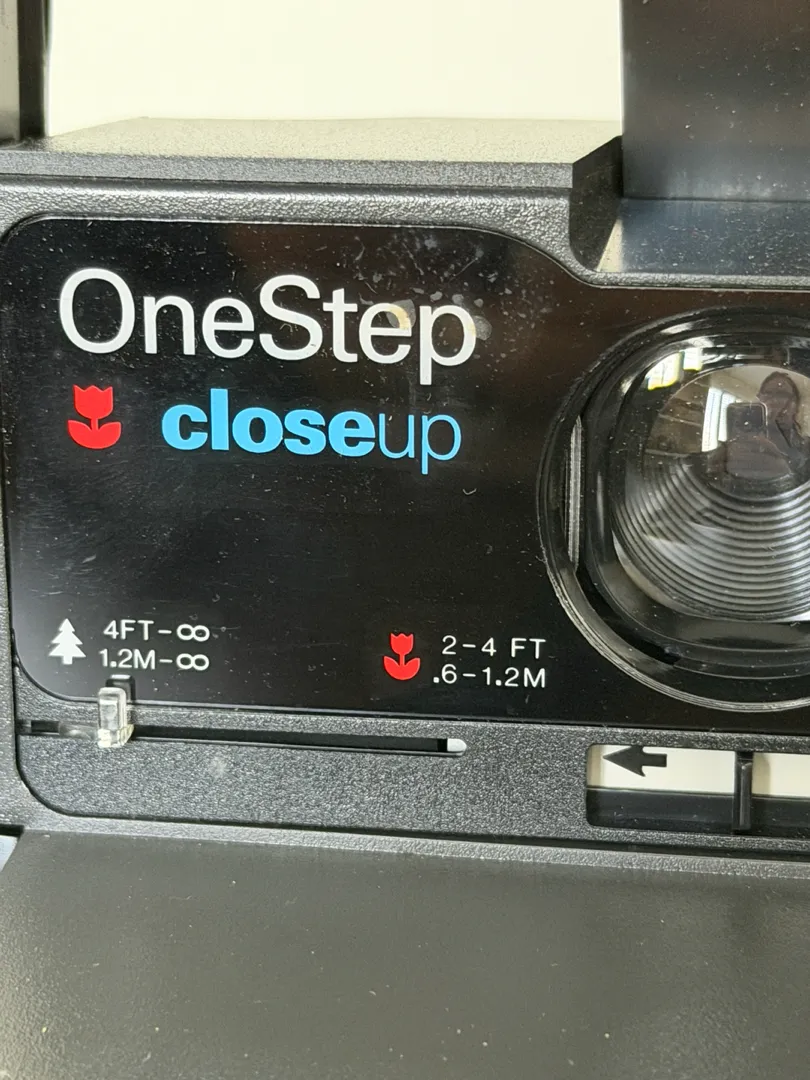 OneStep
closeup
4FT-∞
1.2M-∞
2-4 FT
.6-1.2M